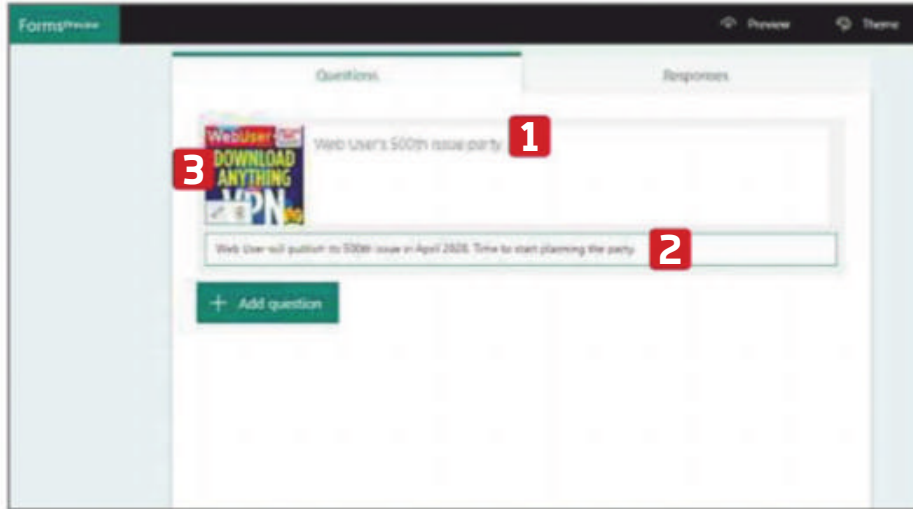 Forms Preview
Preview
Theme
Questions
Responses
WebUser
DOWNLOAD
ANYTHING
VPN
Web User's 500th issue party
1
3
Web User will publish its 500th issue in April 2020. Time to start planning the party.
2
+ Add question